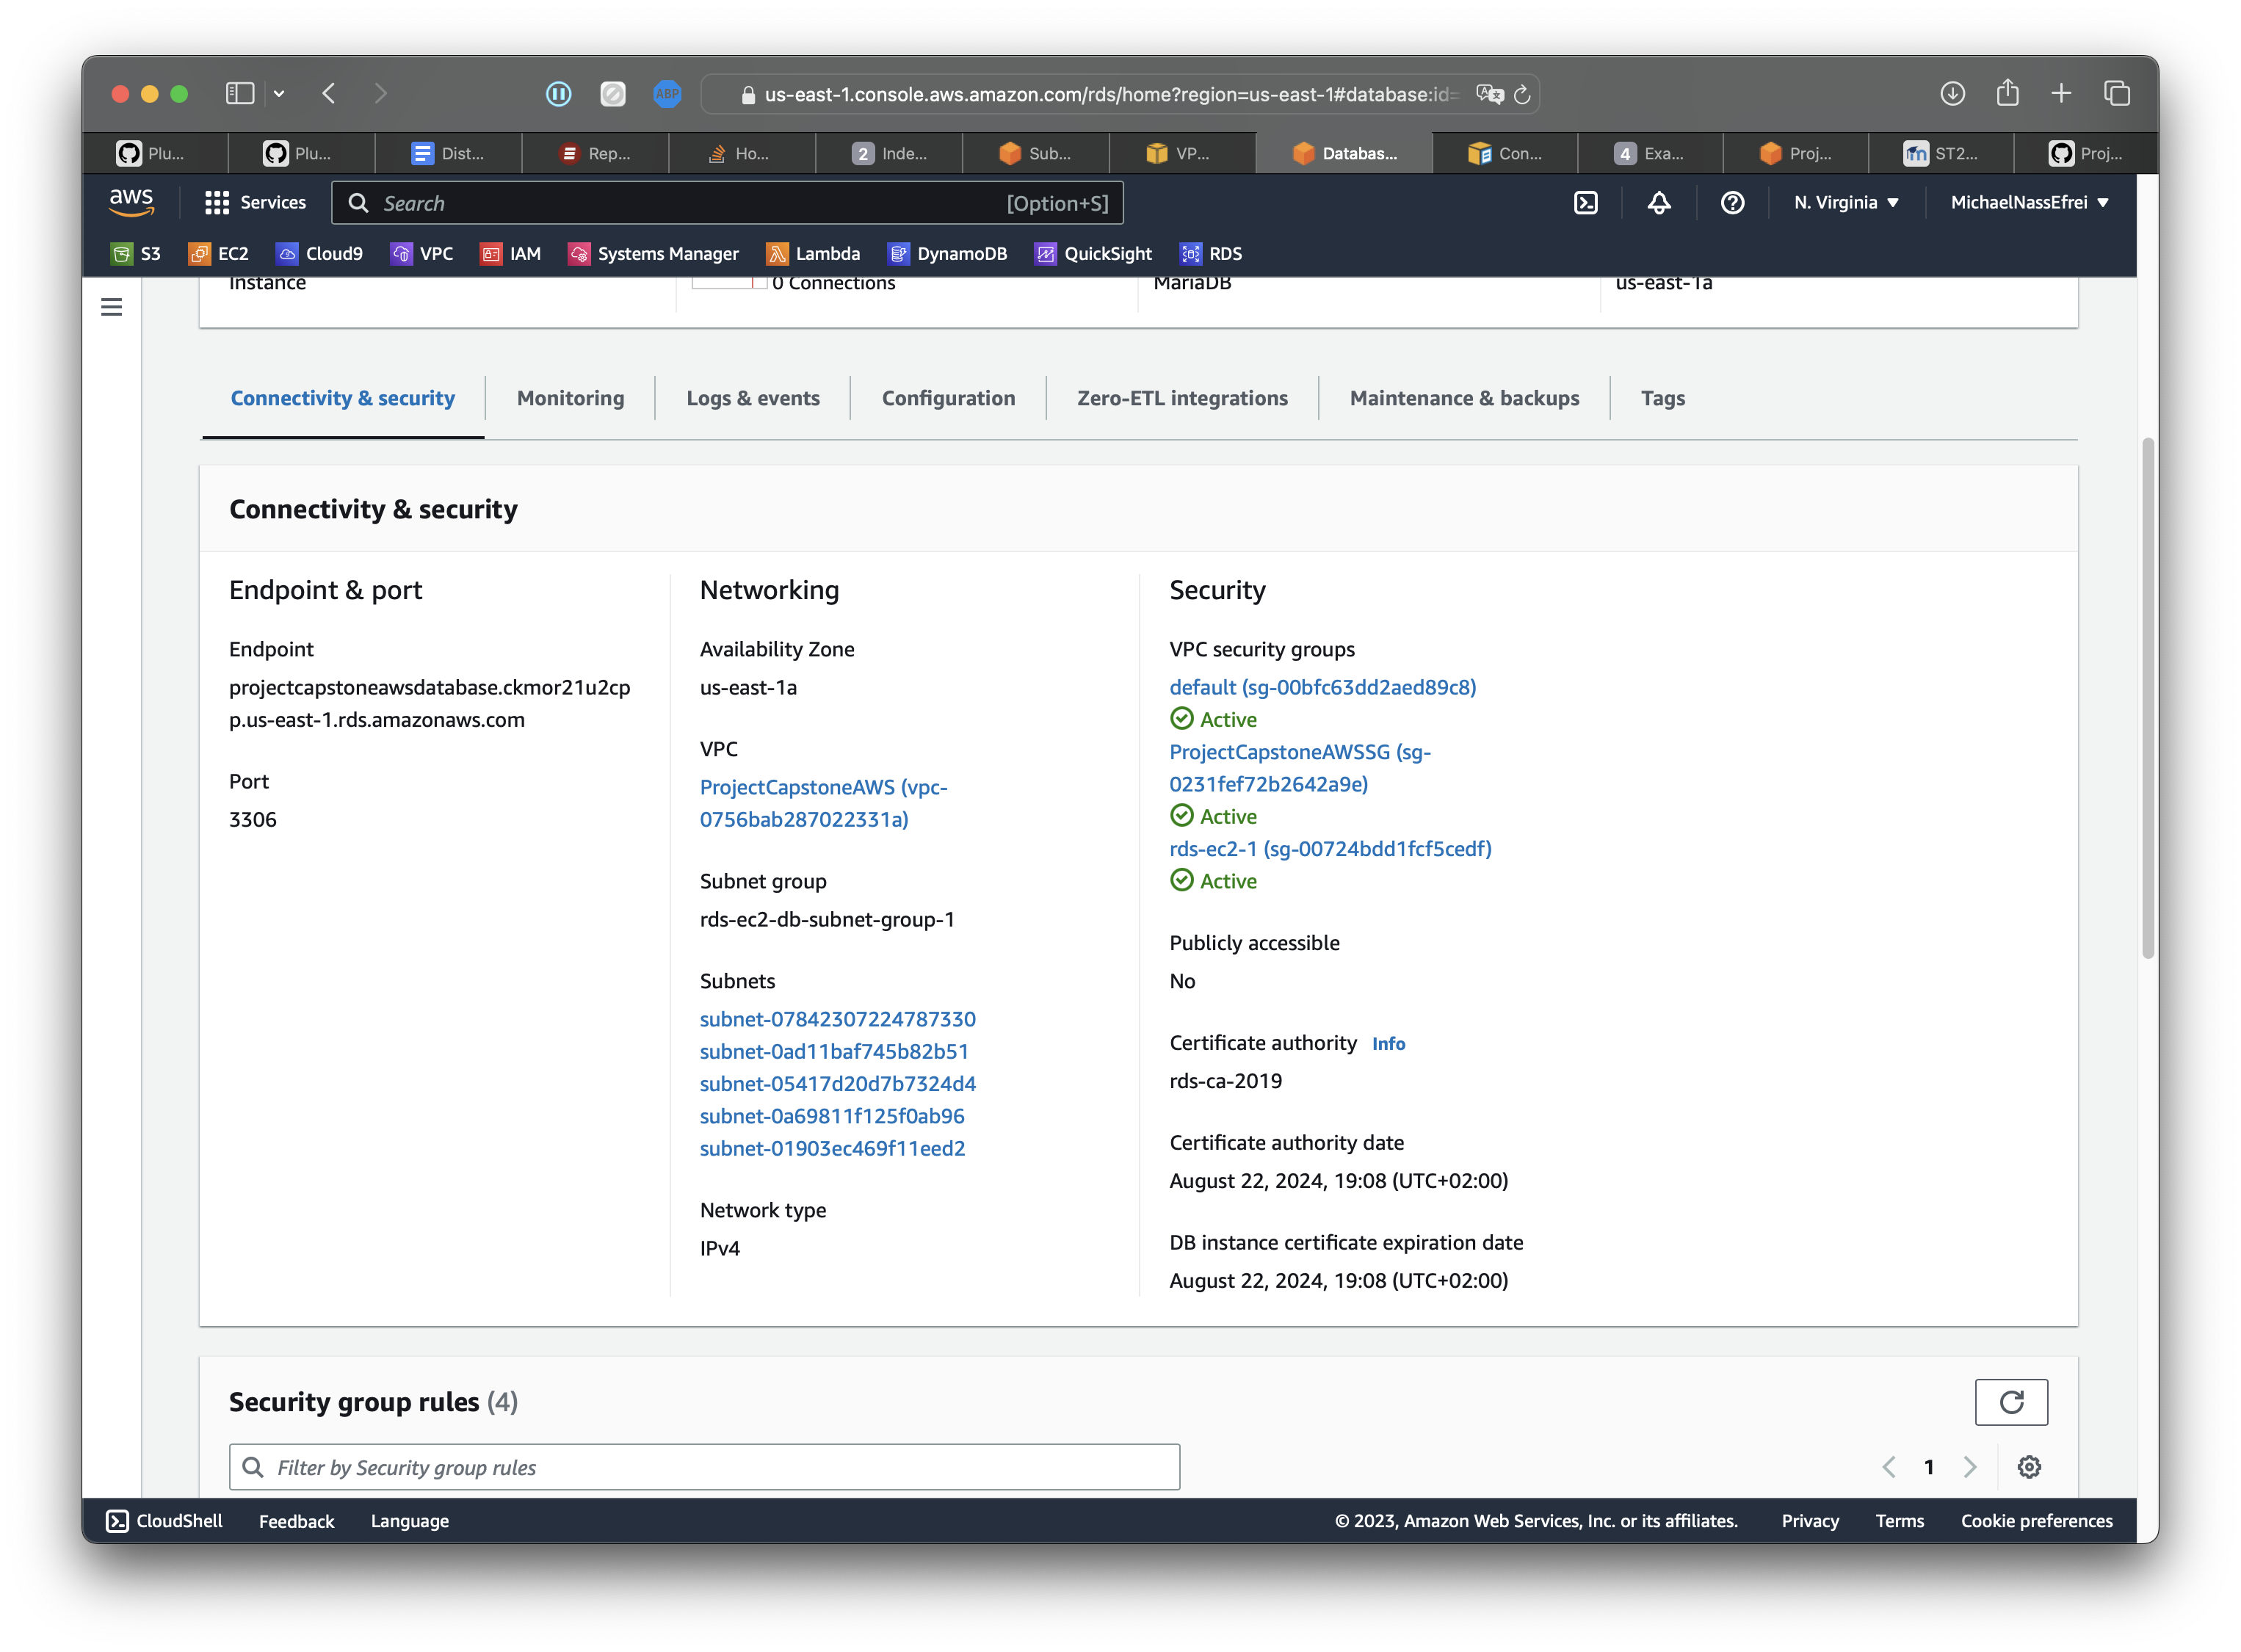 ABP
us-east-1.console.aws.amazon.com/rds/home?region=us-east-1#database:id=
Plu...
Plu...
Dist...
Rep...
Ho...
2 Inde...
Sub...
VP...
Databas...
Con...
4 Exa...
Proj...
ST2...
Proj...
aws
Services
Search
[Option+S]
N. Virginia
MichaelNassEfrei
S3
EC2
Cloud9
VPC
IAM
Systems Manager
Lambda
DynamoDB
QuickSight
RDS
Instance
0 Connections
MariaDB
us-east-1a
Connectivity & security
Monitoring
Logs & events
Configuration
Zero-ETL integrations
Maintenance & backups
Tags
Connectivity & security
Endpoint & port
Endpoint
projectcapstoneawsdatabase.ckmor21u2cp
p.us-east-1.rds.amazonaws.com
Port
3306
Networking
Availability Zone
us-east-1a
VPC
ProjectCapstoneAWS (vpc-
0756bab287022331a)
Subnet group
rds-ec2-db-subnet-group-1
Subnets
subnet-07842307224787330
subnet-0ad11baf745b82b51
subnet-05417d20d7b7324d4
subnet-0a69811f125f0ab96
subnet-01903ec469f11eed2
Network type
IPv4
Security
VPC security groups
default (sg-00bfc63dd2aed89c8)
Active
ProjectCapstoneAWSSG (sg-
0231fef72b2642a9e)
Active
rds-ec2-1 (sg-00724bdd1fcf5cedf)
Active
Publicly accessible
No
Certificate authority Info
rds-ca-2019
Certificate authority date
August 22, 2024, 19:08 (UTC+02:00)
DB instance certificate expiration date
August 22, 2024, 19:08 (UTC+02:00)
Security group rules (4)
Filter by Security group rules
1
CloudShell
Feedback
Language
© 2023, Amazon Web Services, Inc. or its affiliates.
Privacy
Terms
Cookie preferences